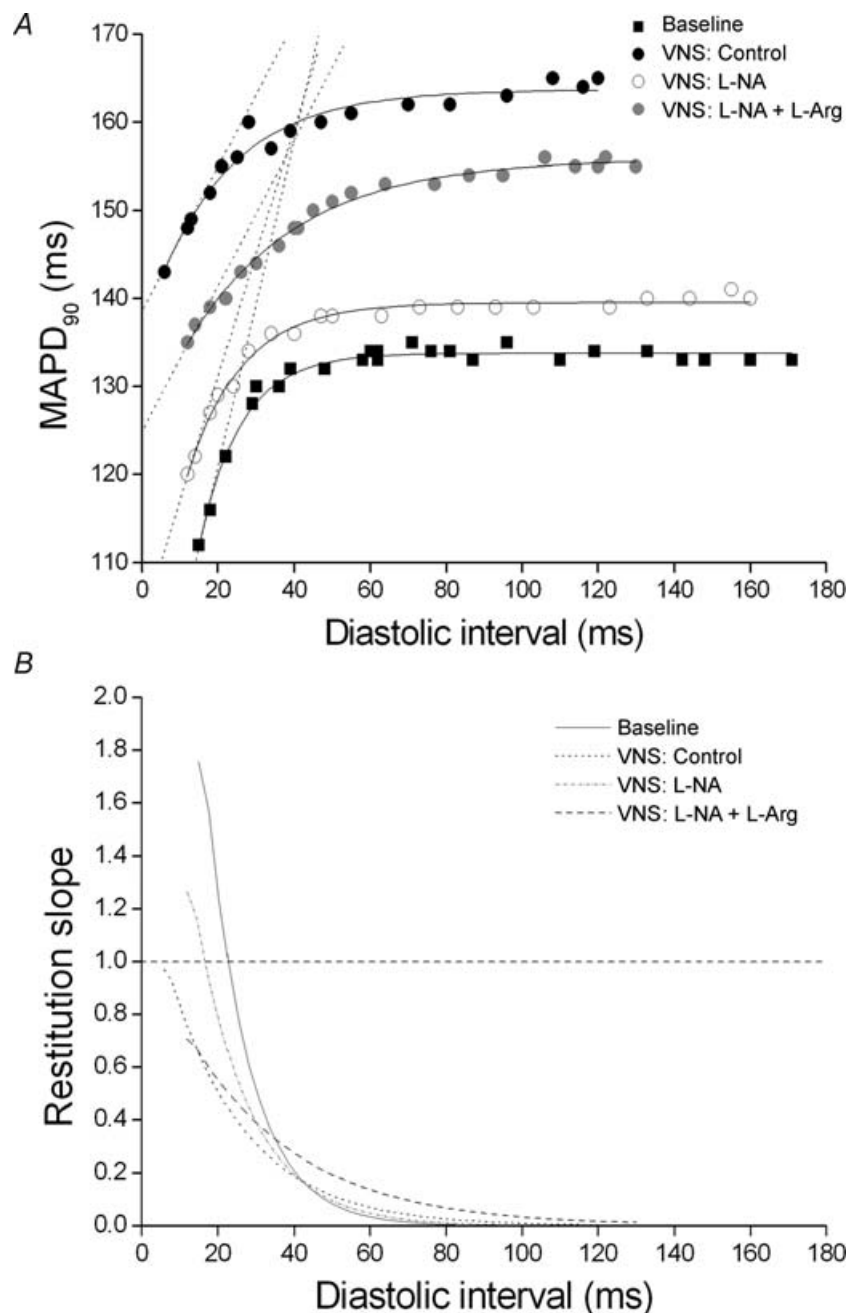 A
Baseline
VNS: Control
VNS: L-NA
VNS: L-NA + L-Arg
170
160
150
140
130
120
110
MAPD90 (ms)
0 20 40 60 80 100 120 140 160 180
Diastolic interval (ms)
B
Baseline
VNS: Control
VNS: L-NA
VNS: L-NA + L-Arg
2.0
1.8
1.6
1.4
1.2
1.0
0.8
0.6
0.4
0.2
0.0
Restitution slope
0 20 40 60 80 100 120 140 160 180
Diastolic interval (ms)